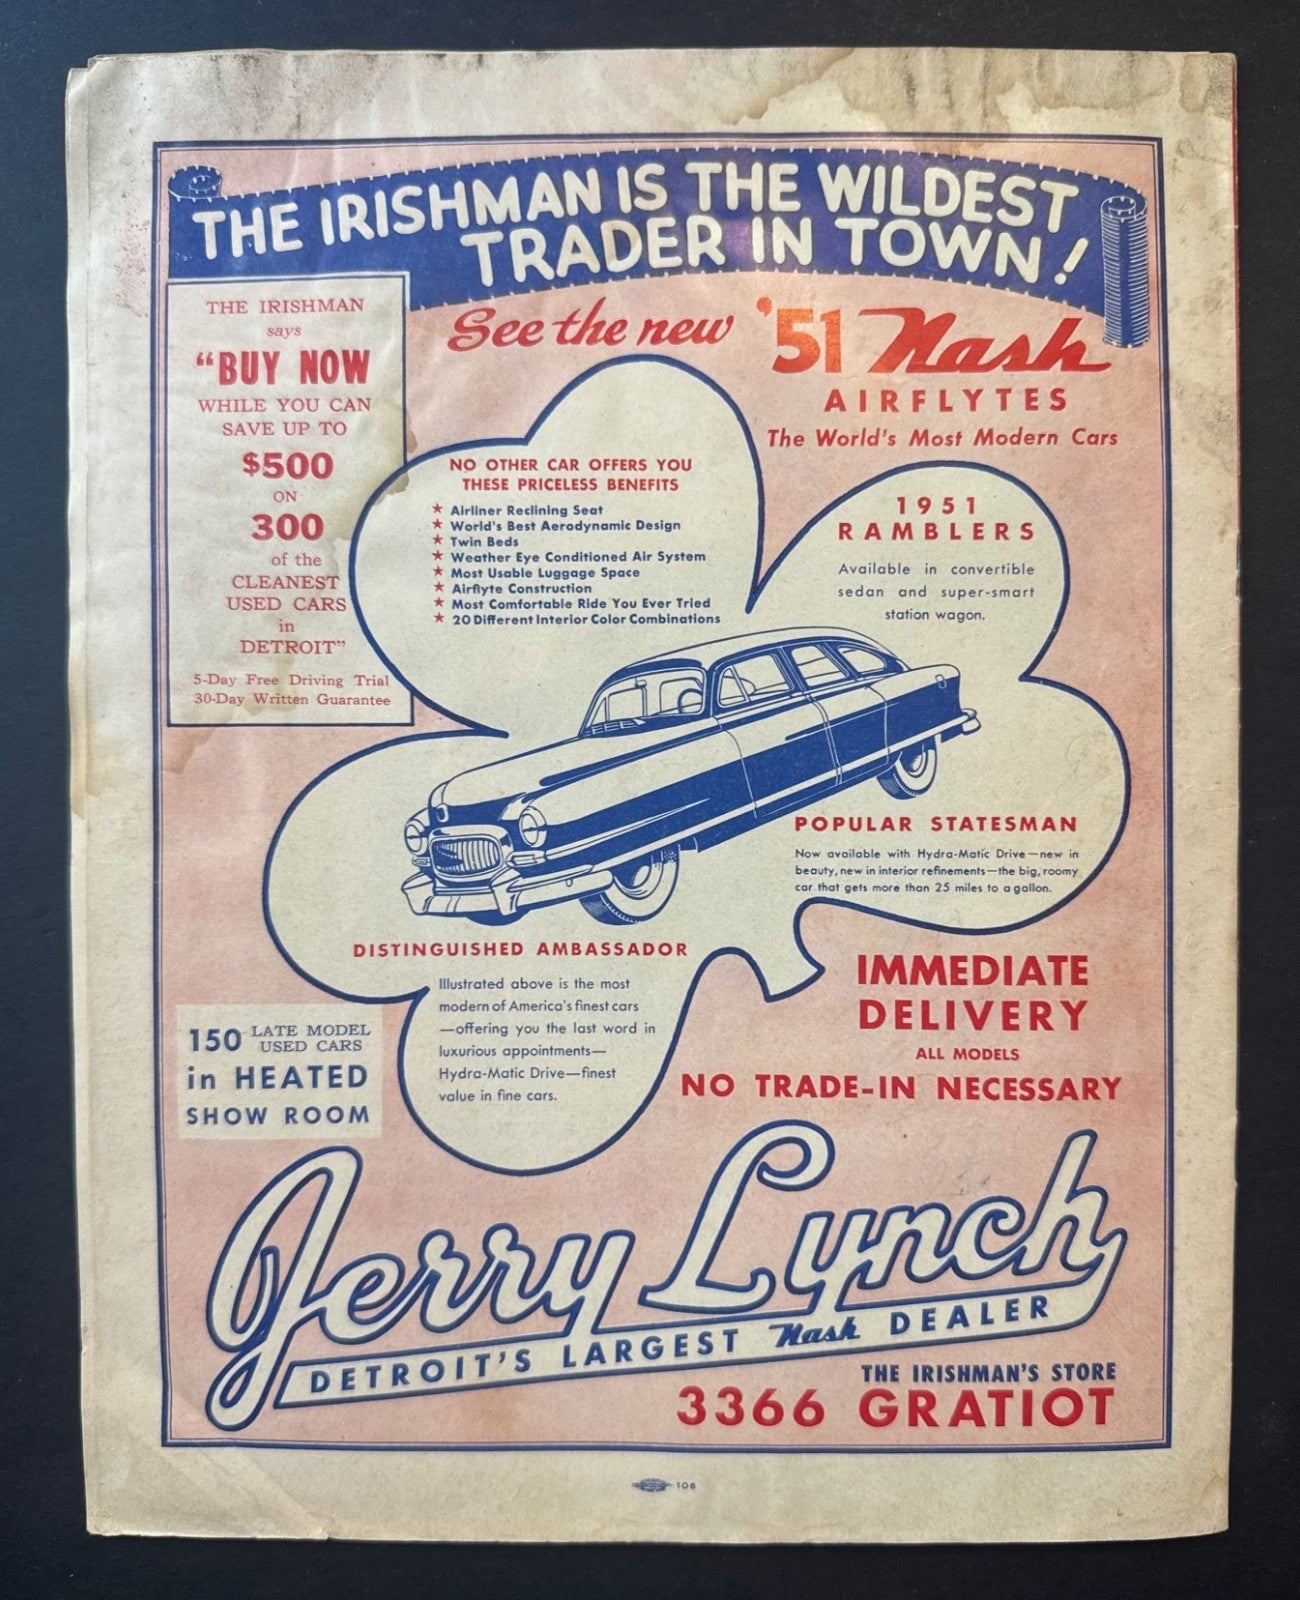 THE IRISHMAN IS THE WILDEST
TRADER IN TOWN!
THE IRISHMAN
says
"BUY NOW
WHILE YOU CAN
SAVE UP TO
$500
ON
300
of the
CLEANEST
USED CARS
in
DETROIT"
5-Day Free Driving Trial
30-Day Written Guarantee
See the new '51 Nash
AIRFLYTES
The World's Most Modern Cars
NO OTHER CAR OFFERS YOU
THESE PRICELESS BENEFITS
★ Airliner Reclining Seat
★ World's Best Aerodynamic Design
★ Twin Beds
★ Weather Eye Conditioned Air System
★ Most Usable Luggage Space
★ Airflyte Construction
★ Most Comfortable Ride You Ever Tried
★ 20 Different Interior Color Combinations
1951
RAMBLERS
Available in convertible
sedan and super-smart
station wagon.
POPULAR STATESMAN
Now available with Hydra-Matic Drive—new in
beauty, new in interior refinements—the big, roomy
car that gets more than 25 miles to a gallon.
DISTINGUISHED AMBASSADOR
Illustrated above is the most
modern of America's finest cars
—offering you the last word in
luxurious appointments—
Hydra-Matic Drive—finest
value in fine cars.
150 LATE MODEL
USED CARS
in HEATED
SHOW ROOM
IMMEDIATE
DELIVERY
ALL MODELS
NO TRADE-IN NECESSARY
Jerry Lynch
DETROIT'S LARGEST Nash DEALER
THE IRISHMAN'S STORE
3366 GRATIOT
106